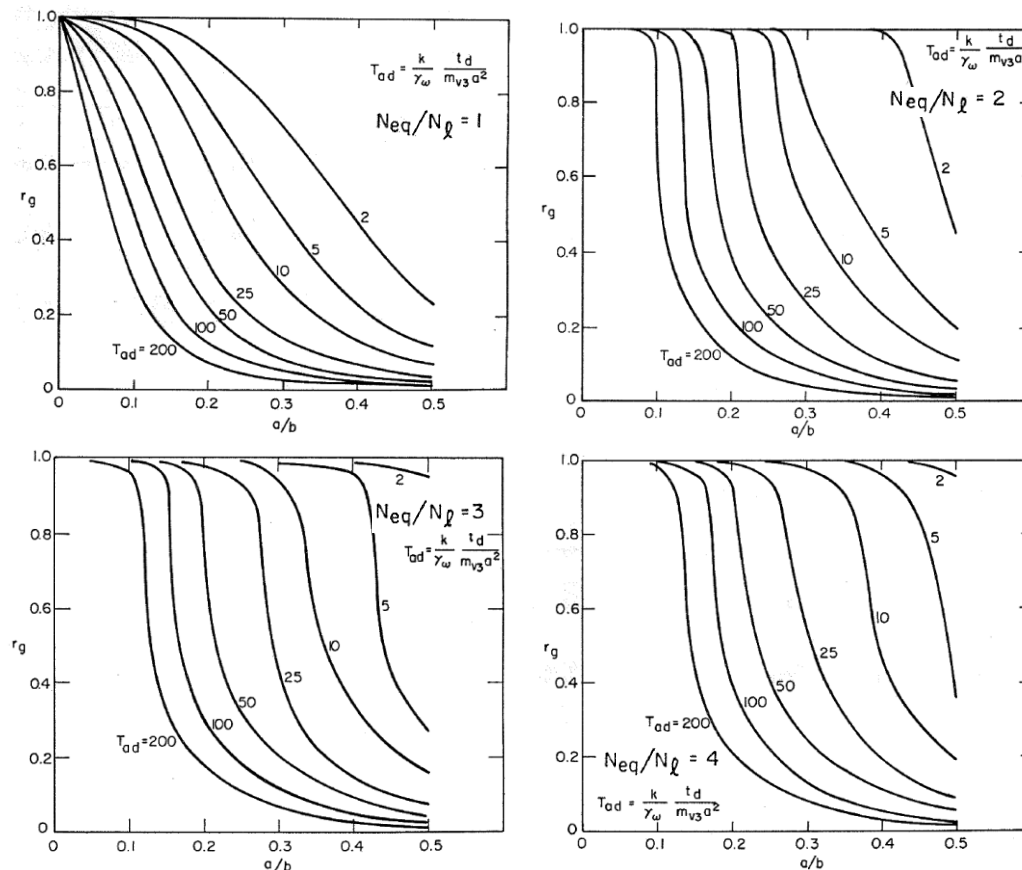 1.0
0.8
0.6
r_g
0.4
0.2
0
T_ad = k/γ_ω t_d/m_v3 a²
N_eq/N_ℓ = 1
2
5
10
25
50
100
T_ad = 200
0 0.1 0.2 0.3 0.4 0.5
a/b
1.0
0.8
0.6
r_g
0.4
0.2
0
T_ad = k/γ_ω t_d/m_v3 a
N_eq/N_ℓ = 2
2
5
10
25
50
100
T_ad = 200
0.1 0.2 0.3 0.4 0.5
a/b
1.0
0.8
0.6
r_g
0.4
0.2
0
2
N_eq/N_ℓ = 3
T_ad = k/γ_ω t_d/m_v3 a²
5
10
25
50
100
T_ad = 200
0 0.1 0.2 0.3 0.4 0.5
a/b
1.0
0.8
0.6
r_g
0.4
0.2
0
2
5
10
25
50
100
T_ad = 200
N_eq/N_ℓ = 4
T_ad = k/γ_ω t_d/m_v3 a²
0.1 0.2 0.3 0.4 0.5
a/b